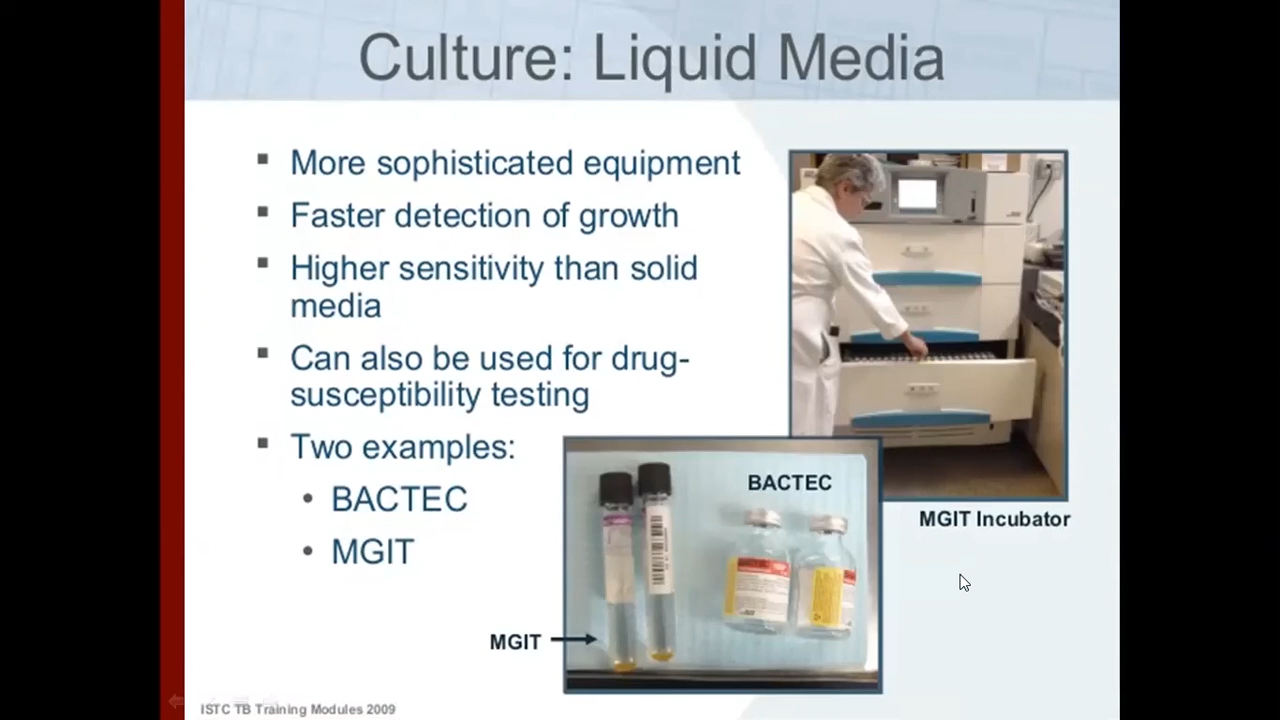 Culture: Liquid Media
More sophisticated equipment
Faster detection of growth
Higher sensitivity than solid
media
Can also be used for drug-
susceptibility testing
Two examples:
BACTEC
MGIT
BACTEC
MGIT Incubator
MGIT
ISTC TB Training Modules 2009